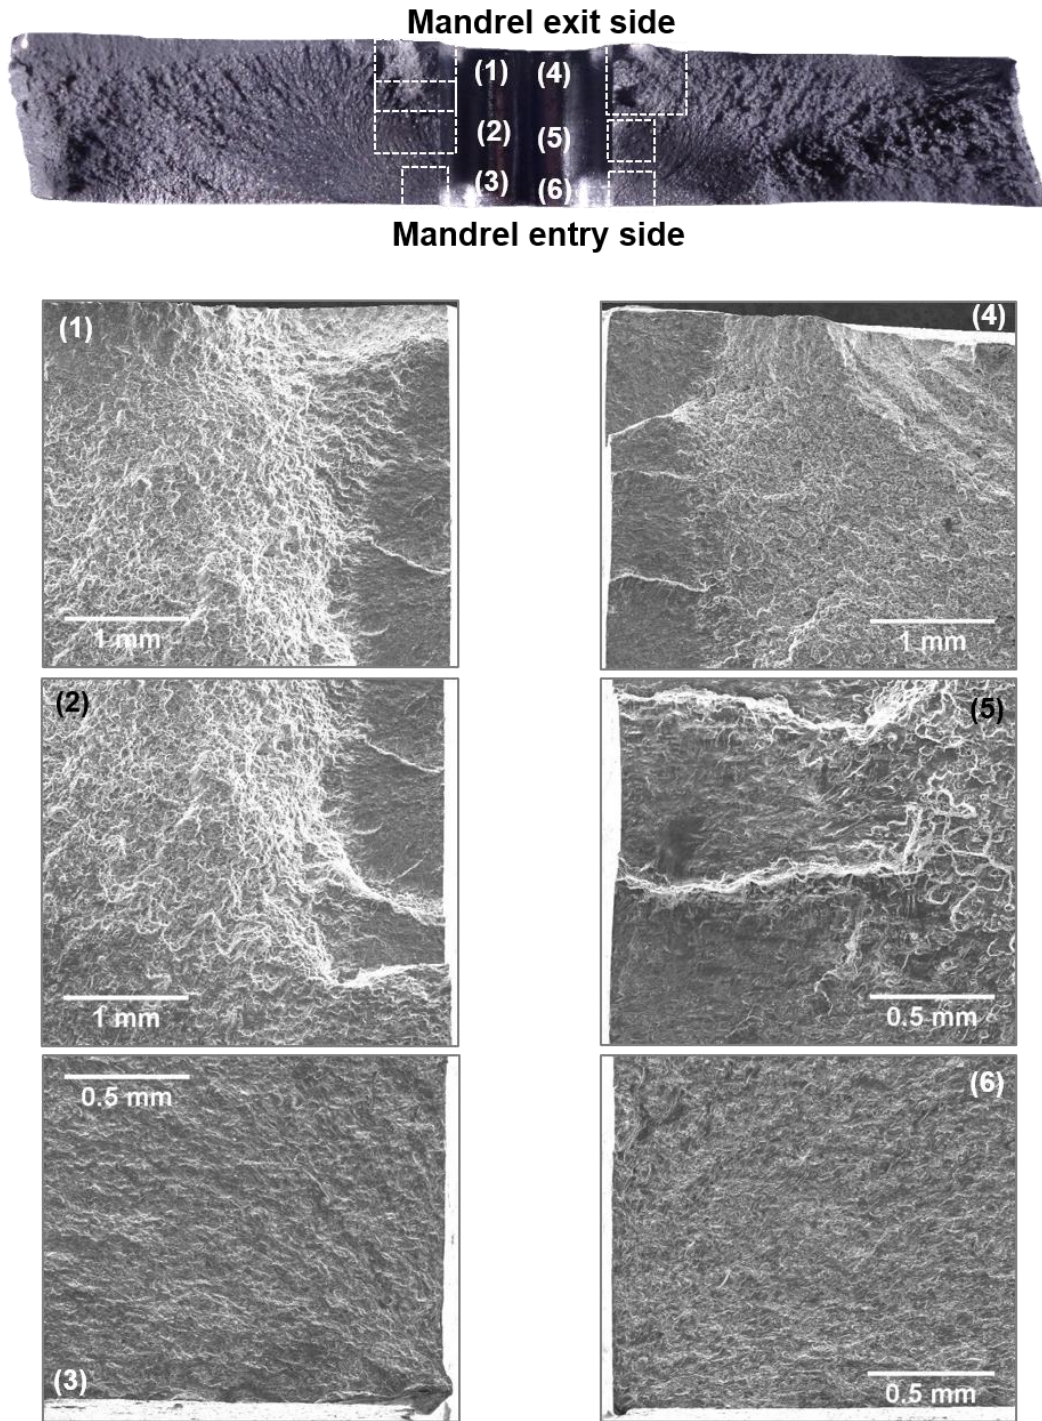 Mandrel exit side
(1) (4)
(2) (5)
(3) (6)
Mandrel entry side
(1)
1 mm
(4)
1 mm
(2)
1 mm
(5)
0.5 mm
0.5 mm
(3)
(6)
0.5 mm